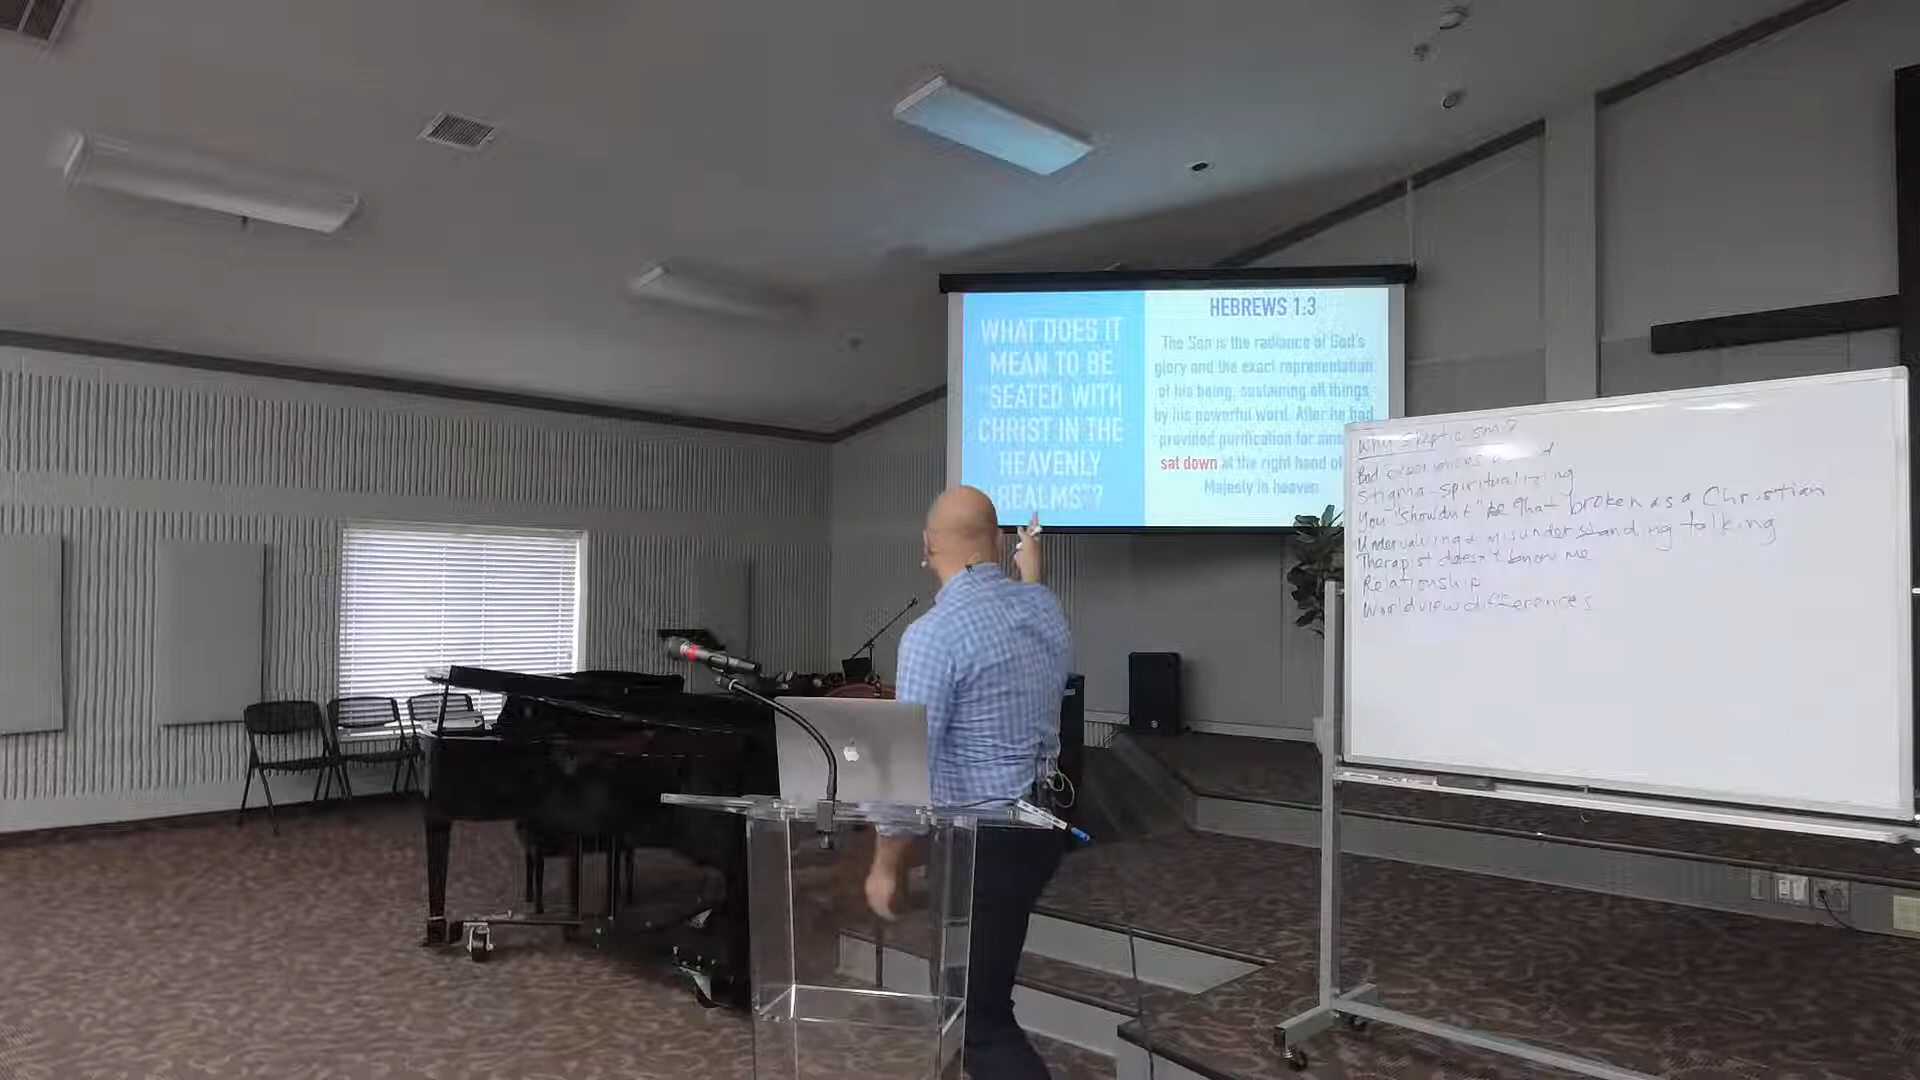 WHAT DOES IT
MEAN TO BE
"SEATED WITH
CHRIST IN THE
HEAVENLY
REALMS"?
HEBREWS 1:3
The Son is the radiance of God's
glory and the exact representation
of his being, sustaining all things
by his powerful word. After he had
provided purification for
sat down at the right hand of
Majesty in heaven
Why
Bad experiences
Stigma - spiritualizing
You "shouldn't" be that broken as a Christian
Undervaluing & misunderstanding talking
Therapist doesn't know me
Relationship
Worldview differences